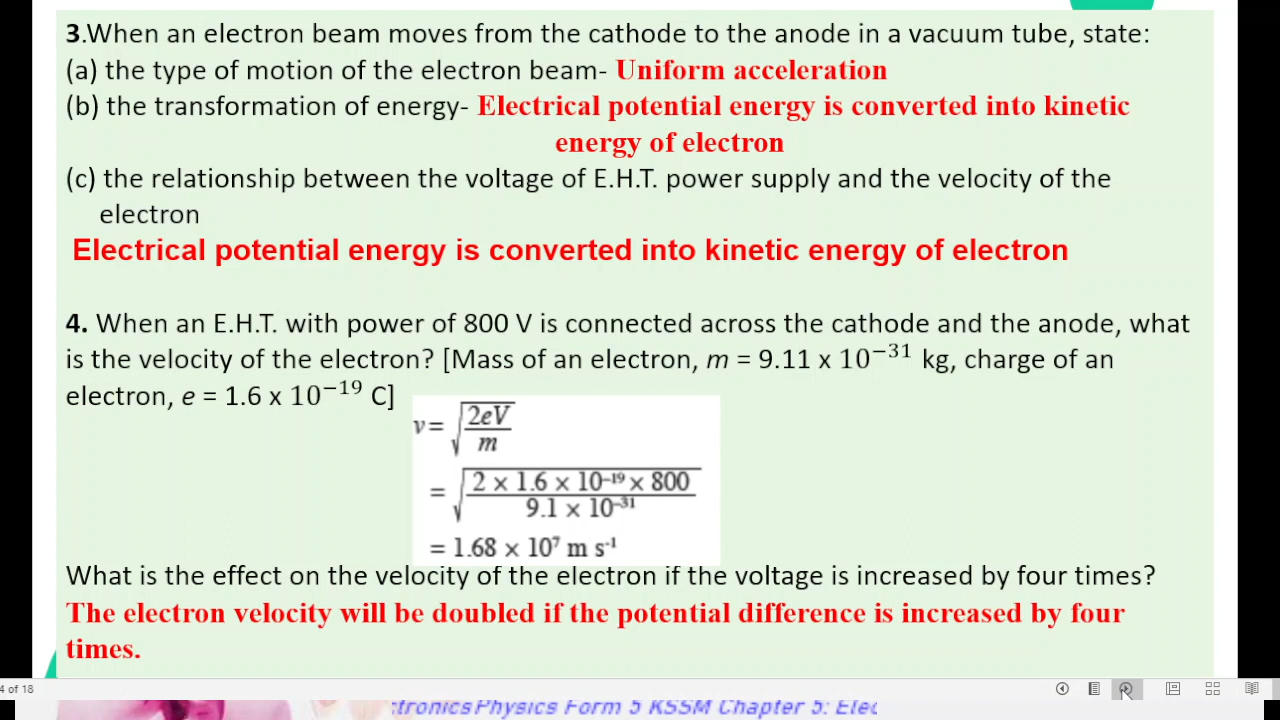 3.When an electron beam moves from the cathode to the anode in a vacuum tube, state:
(a) the type of motion of the electron beam- Uniform acceleration
(b) the transformation of energy- Electrical potential energy is converted into kinetic
energy of electron
(c) the relationship between the voltage of E.H.T. power supply and the velocity of the
electron
Electrical potential energy is converted into kinetic energy of electron
4. When an E.H.T. with power of 800 V is connected across the cathode and the anode, what
is the velocity of the electron? [Mass of an electron, m = 9.11 x 10⁻³¹ kg, charge of an
electron, e = 1.6 x 10⁻¹⁹ C]
v = √(2eV / m)
= √(2 × 1.6 × 10⁻¹⁹ × 800 / 9.1 × 10⁻³¹)
= 1.68 × 10⁷ m s⁻¹
What is the effect on the velocity of the electron if the voltage is increased by four times?
The electron velocity will be doubled if the potential difference is increased by four
times.
4 of 18
ctronicsPhysics Form 5 KSSM Chapter 5: Elec